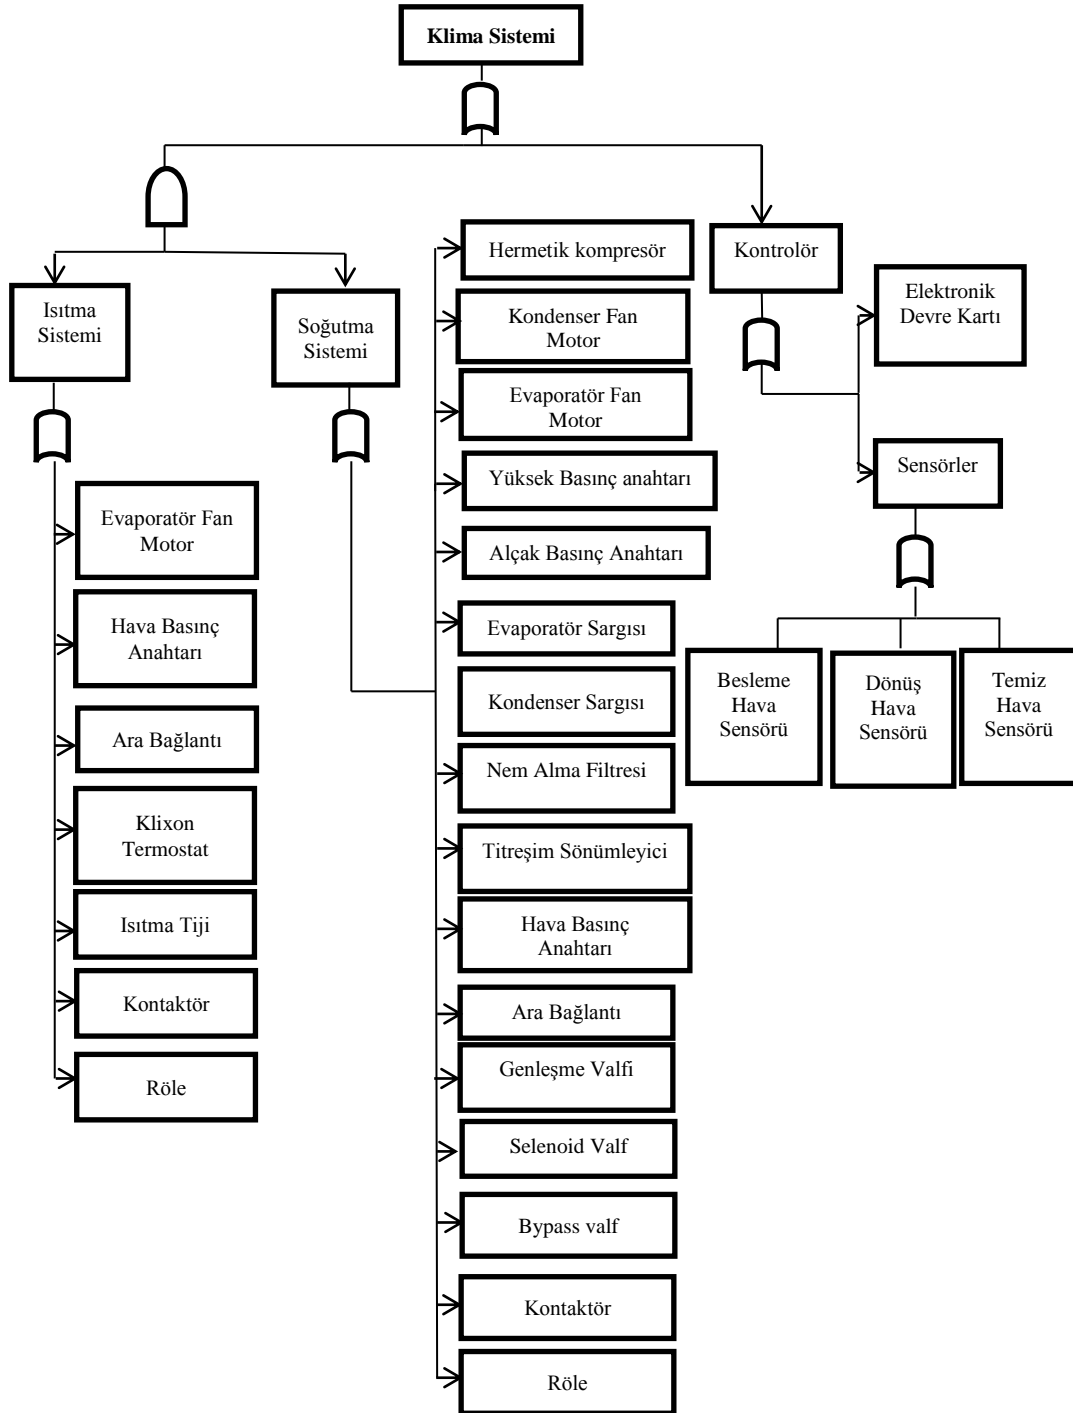 Klima Sistemi
Isıtma
Sistemi
Soğutma
Sistemi
Kontrolör
Evaporatör Fan
Motor
Hava Basınç
Anahtarı
Ara Bağlantı
Klixon
Termostat
Isıtma Tiji
Kontaktör
Röle
Hermetik kompresör
Kondenser Fan
Motor
Evaporatör Fan
Motor
Yüksek Basınç anahtarı
Alçak Basınç Anahtarı
Evaporatör Sargısı
Kondenser Sargısı
Nem Alma Filtresi
Titreşim Sönümleyici
Hava Basınç
Anahtarı
Ara Bağlantı
Genleşme Valfi
Selenoid Valf
Bypass valf
Kontaktör
Röle
Elektronik
Devre Kartı
Sensörler
Besleme
Hava
Sensörü
Dönüş
Hava
Sensörü
Temiz
Hava
Sensörü